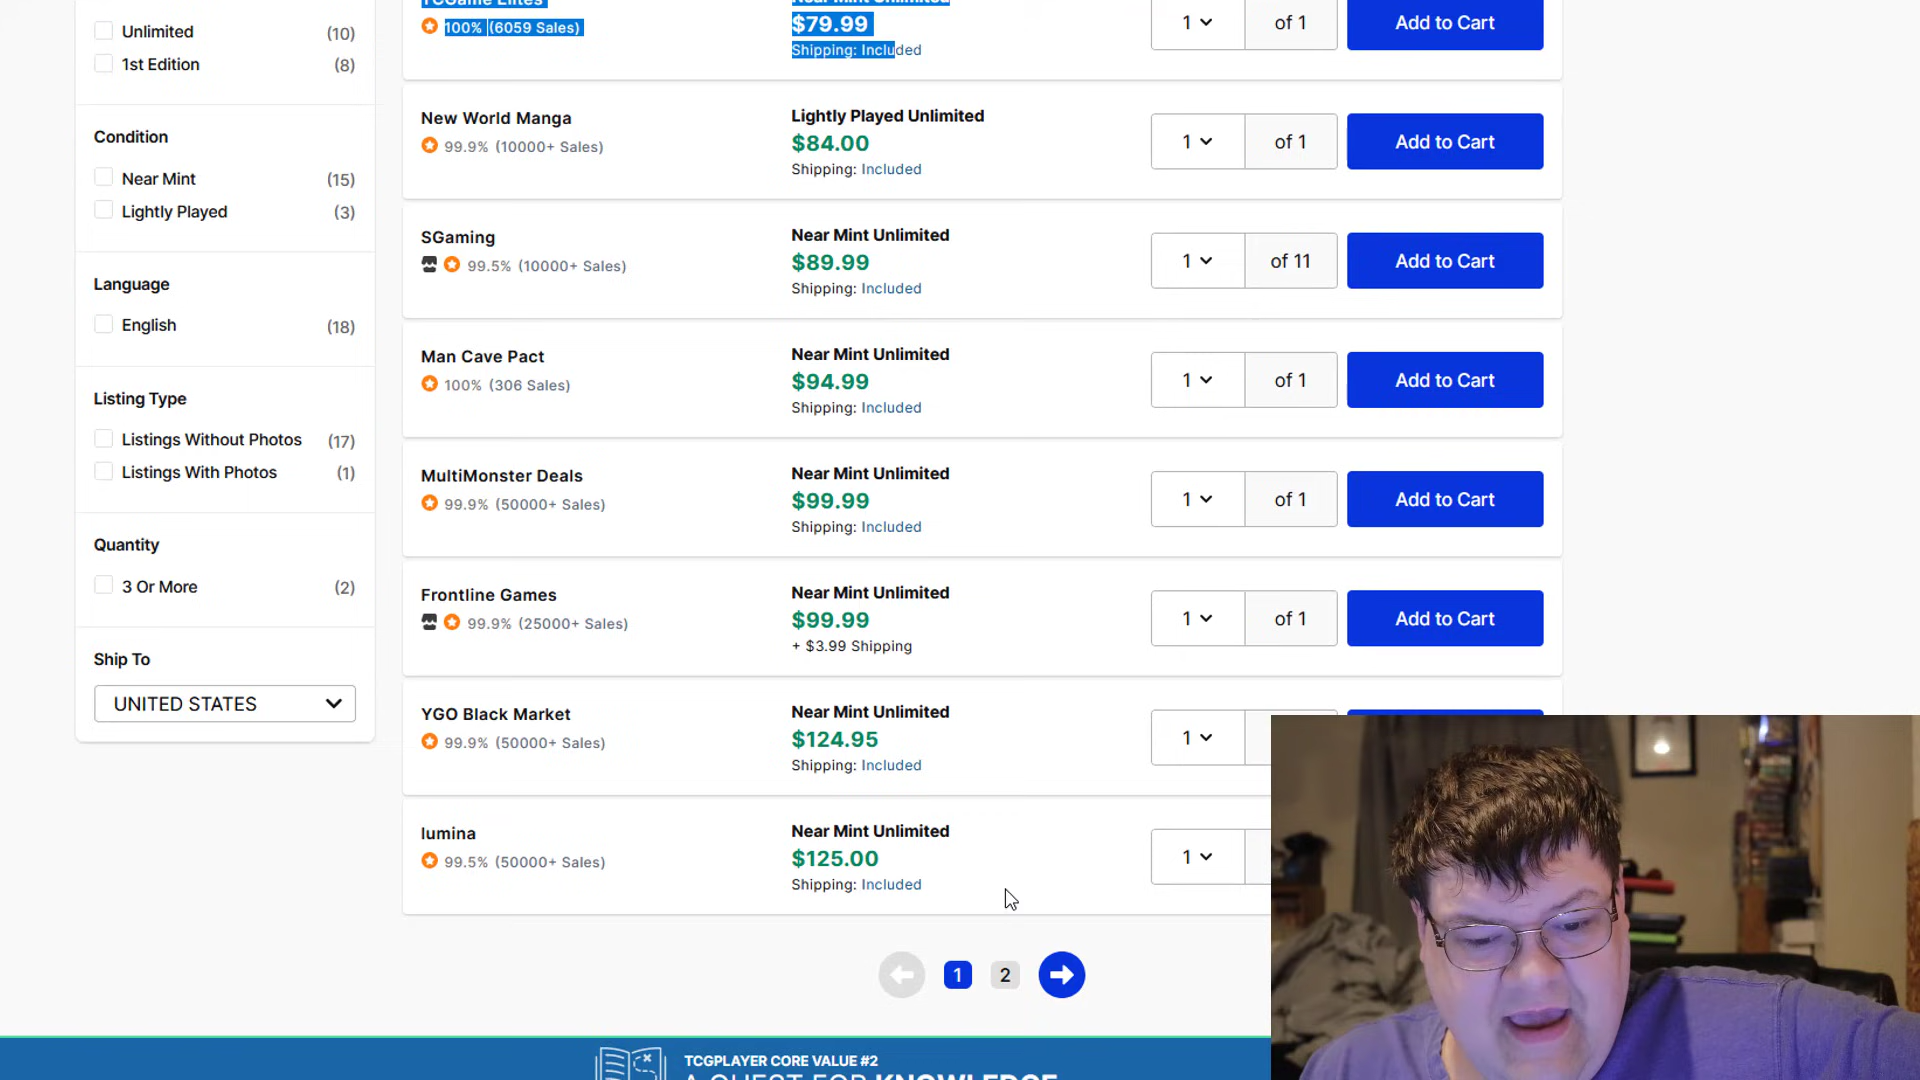 Unlimited (10)
1st Edition (8)
Condition
Near Mint (15)
Lightly Played (3)
Language
English (18)
Listing Type
Listings Without Photos (17)
Listings With Photos (1)
Quantity
3 Or More (2)
Ship To
UNITED STATES
TCGame Elites
100% (6059 Sales)
Near Mint Unlimited
$79.99
Shipping: Included
1 of 1 Add to Cart
New World Manga
99.9% (10000+ Sales)
Lightly Played Unlimited
$84.00
Shipping: Included
1 of 1 Add to Cart
SGaming
99.5% (10000+ Sales)
Near Mint Unlimited
$89.99
Shipping: Included
1 of 11 Add to Cart
Man Cave Pact
100% (306 Sales)
Near Mint Unlimited
$94.99
Shipping: Included
1 of 1 Add to Cart
MultiMonster Deals
99.9% (50000+ Sales)
Near Mint Unlimited
$99.99
Shipping: Included
1 of 1 Add to Cart
Frontline Games
99.9% (25000+ Sales)
Near Mint Unlimited
$99.99
+ $3.99 Shipping
1 of 1 Add to Cart
YGO Black Market
99.9% (50000+ Sales)
Near Mint Unlimited
$124.95
Shipping: Included
1
lumina
99.5% (50000+ Sales)
Near Mint Unlimited
$125.00
Shipping: Included
1
1 2
TCGPLAYER CORE VALUE #2
A QUEST FOR KNOWLEDGE